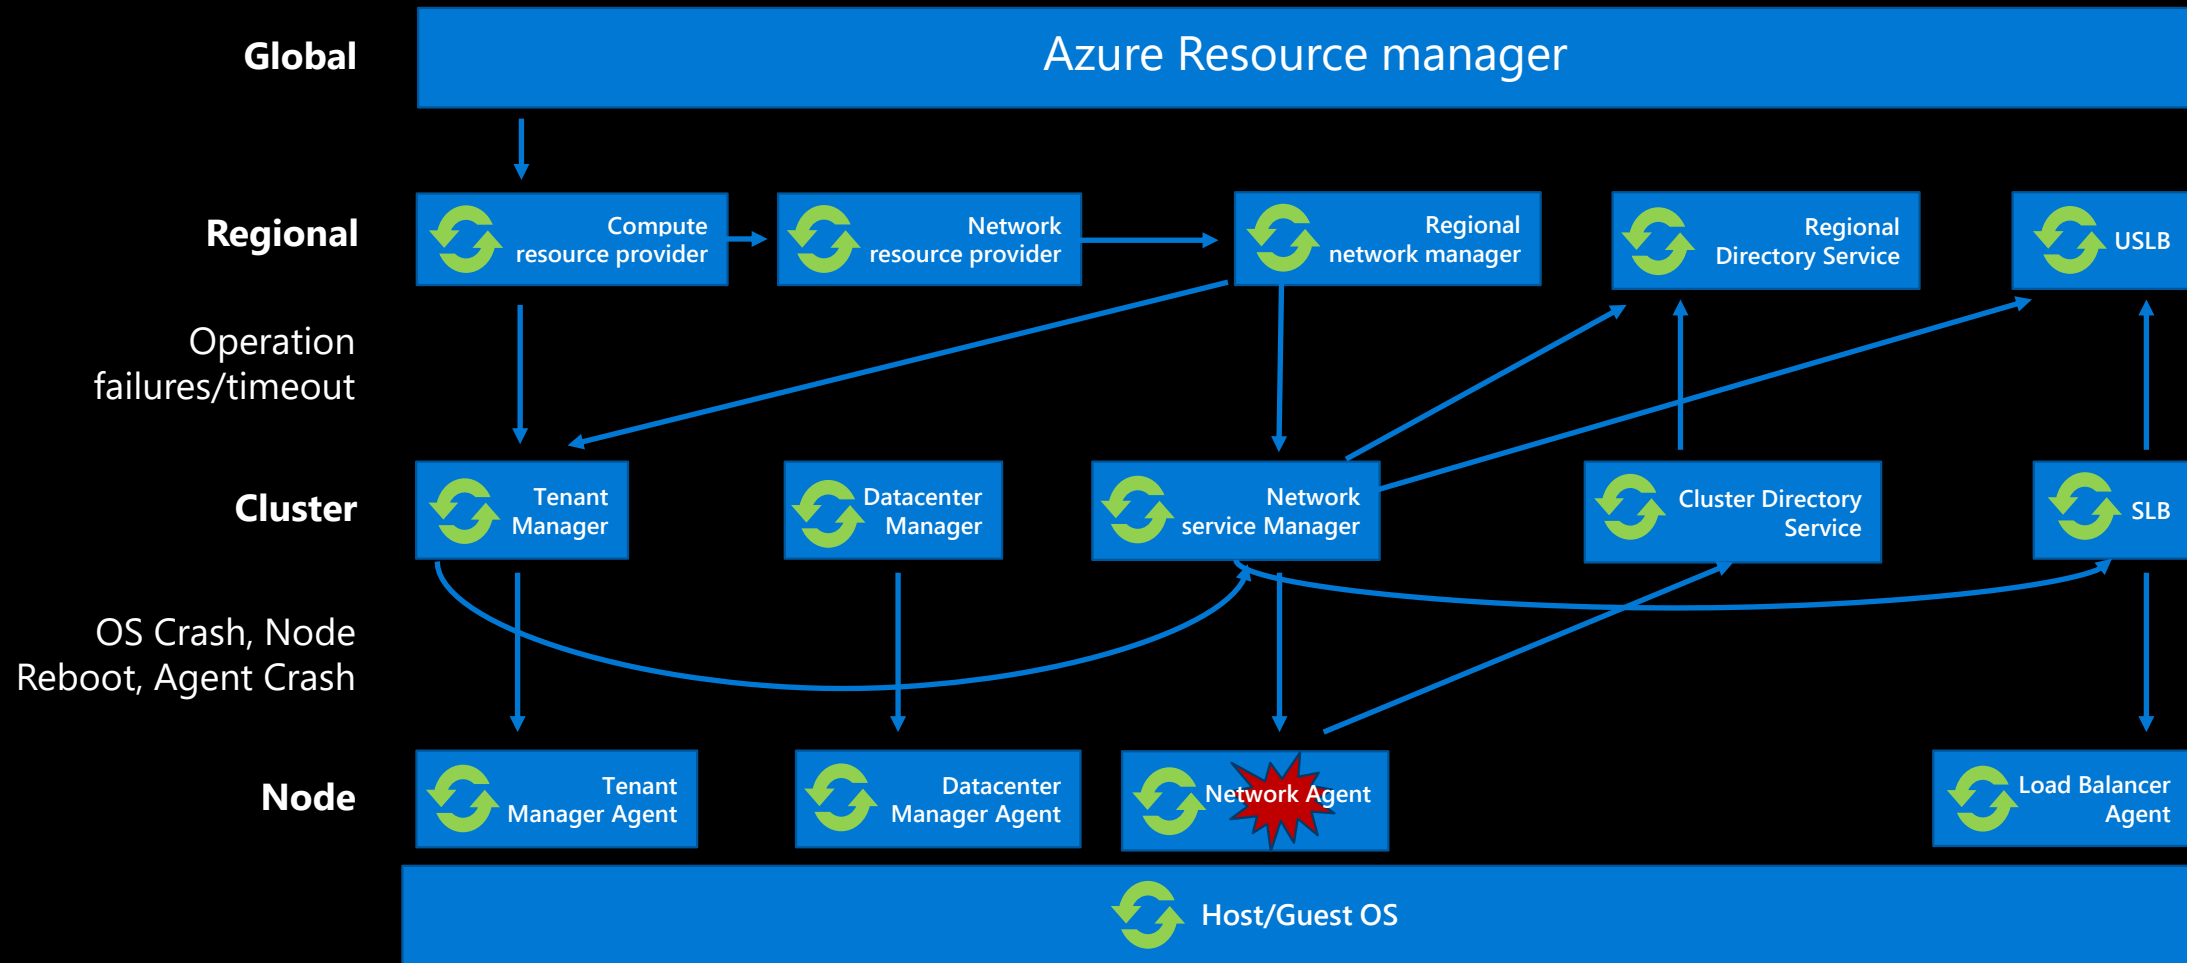 Global
Azure Resource manager
Regional
Compute
resource provider
Network
resource provider
Regional
network manager
Regional
Directory Service
USLB
Operation
failures/timeout
Cluster
Tenant
Manager
Datacenter
Manager
Network
service Manager
Cluster Directory
Service
SLB
OS Crash, Node
Reboot, Agent Crash
Node
Tenant
Manager Agent
Datacenter
Manager Agent
Network Agent
Load Balancer
Agent
Host/Guest OS